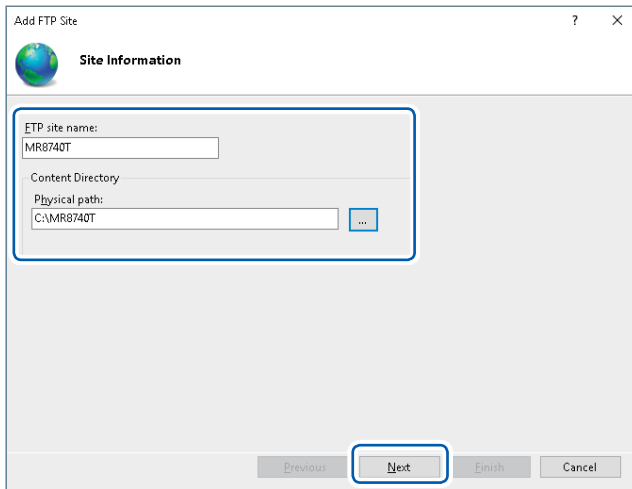 Add FTP Site
?
Site Information
FTP site name:
MR8740T
Content Directory
Physical path:
C:\MR8740T
...
Previous Next Finish Cancel